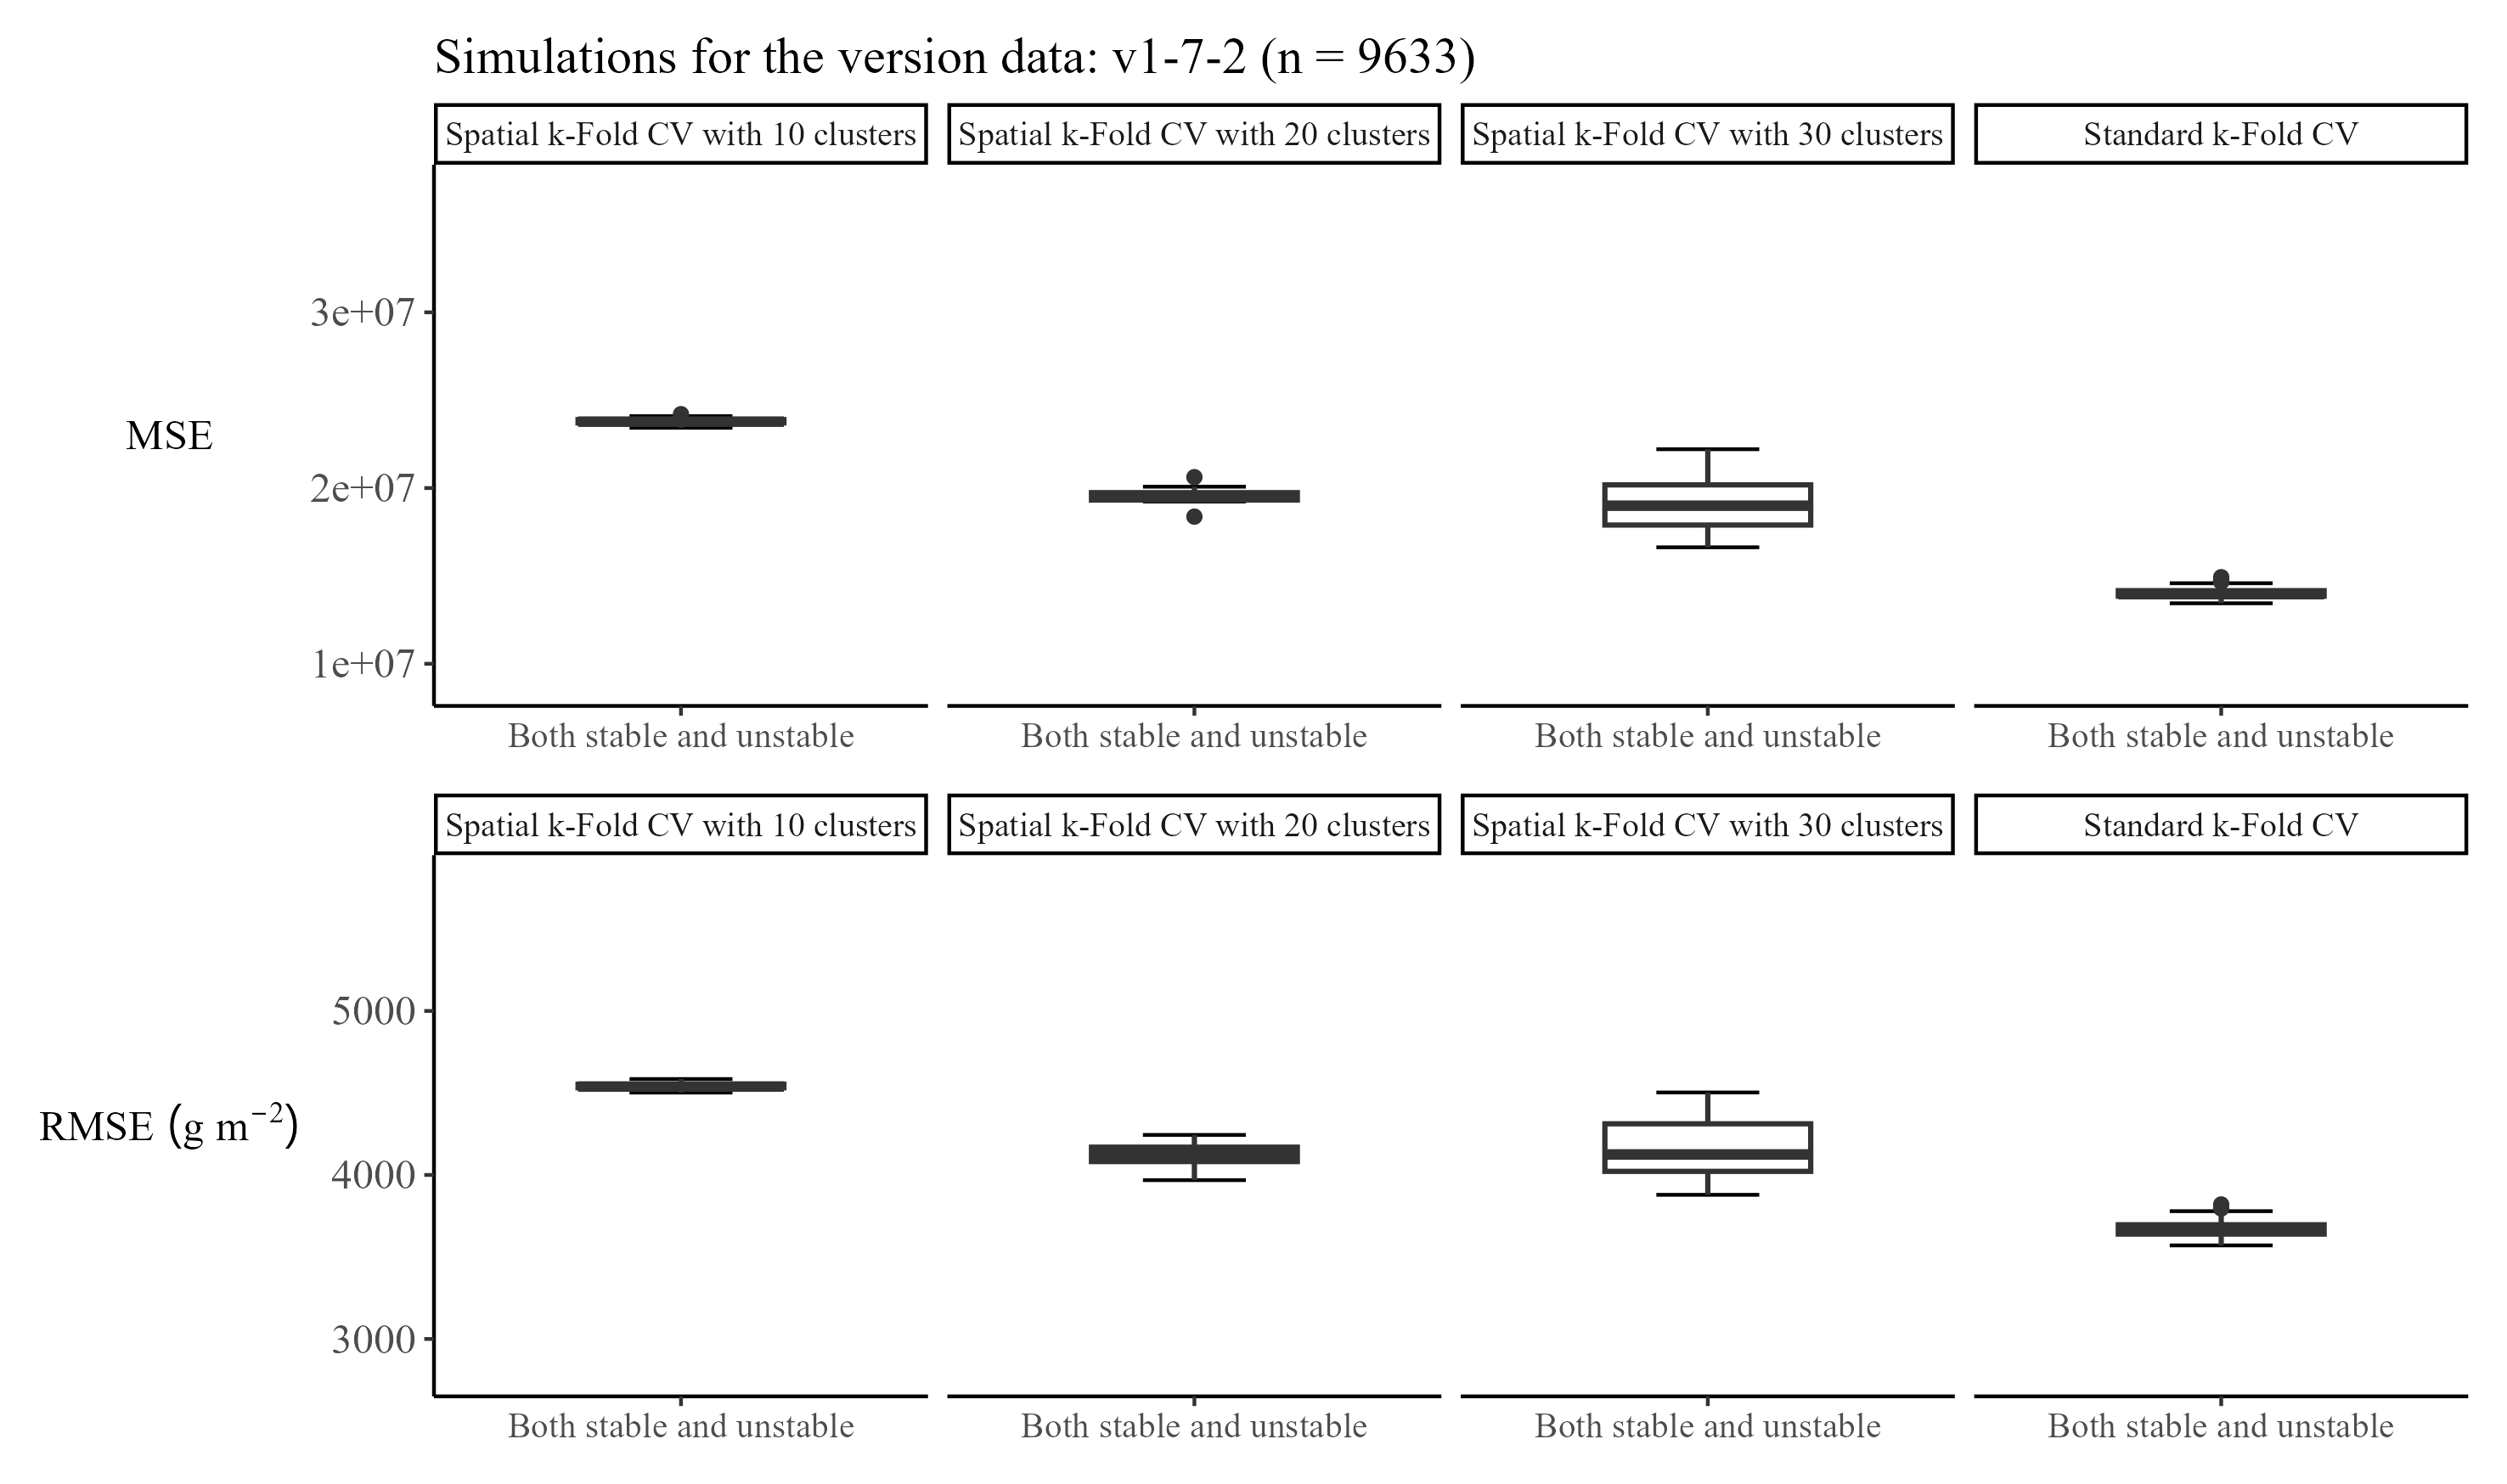 Simulations for the version data: v1-7-2 (n = 9633)
Spatial k-Fold CV with 10 clusters
Spatial k-Fold CV with 20 clusters
Spatial k-Fold CV with 30 clusters
Standard k-Fold CV
MSE
3e+07
2e+07
1e+07
Both stable and unstable
Both stable and unstable
Both stable and unstable
Both stable and unstable
Spatial k-Fold CV with 10 clusters
Spatial k-Fold CV with 20 clusters
Spatial k-Fold CV with 30 clusters
Standard k-Fold CV
RMSE (g m⁻²)
5000
4000
3000
Both stable and unstable
Both stable and unstable
Both stable and unstable
Both stable and unstable